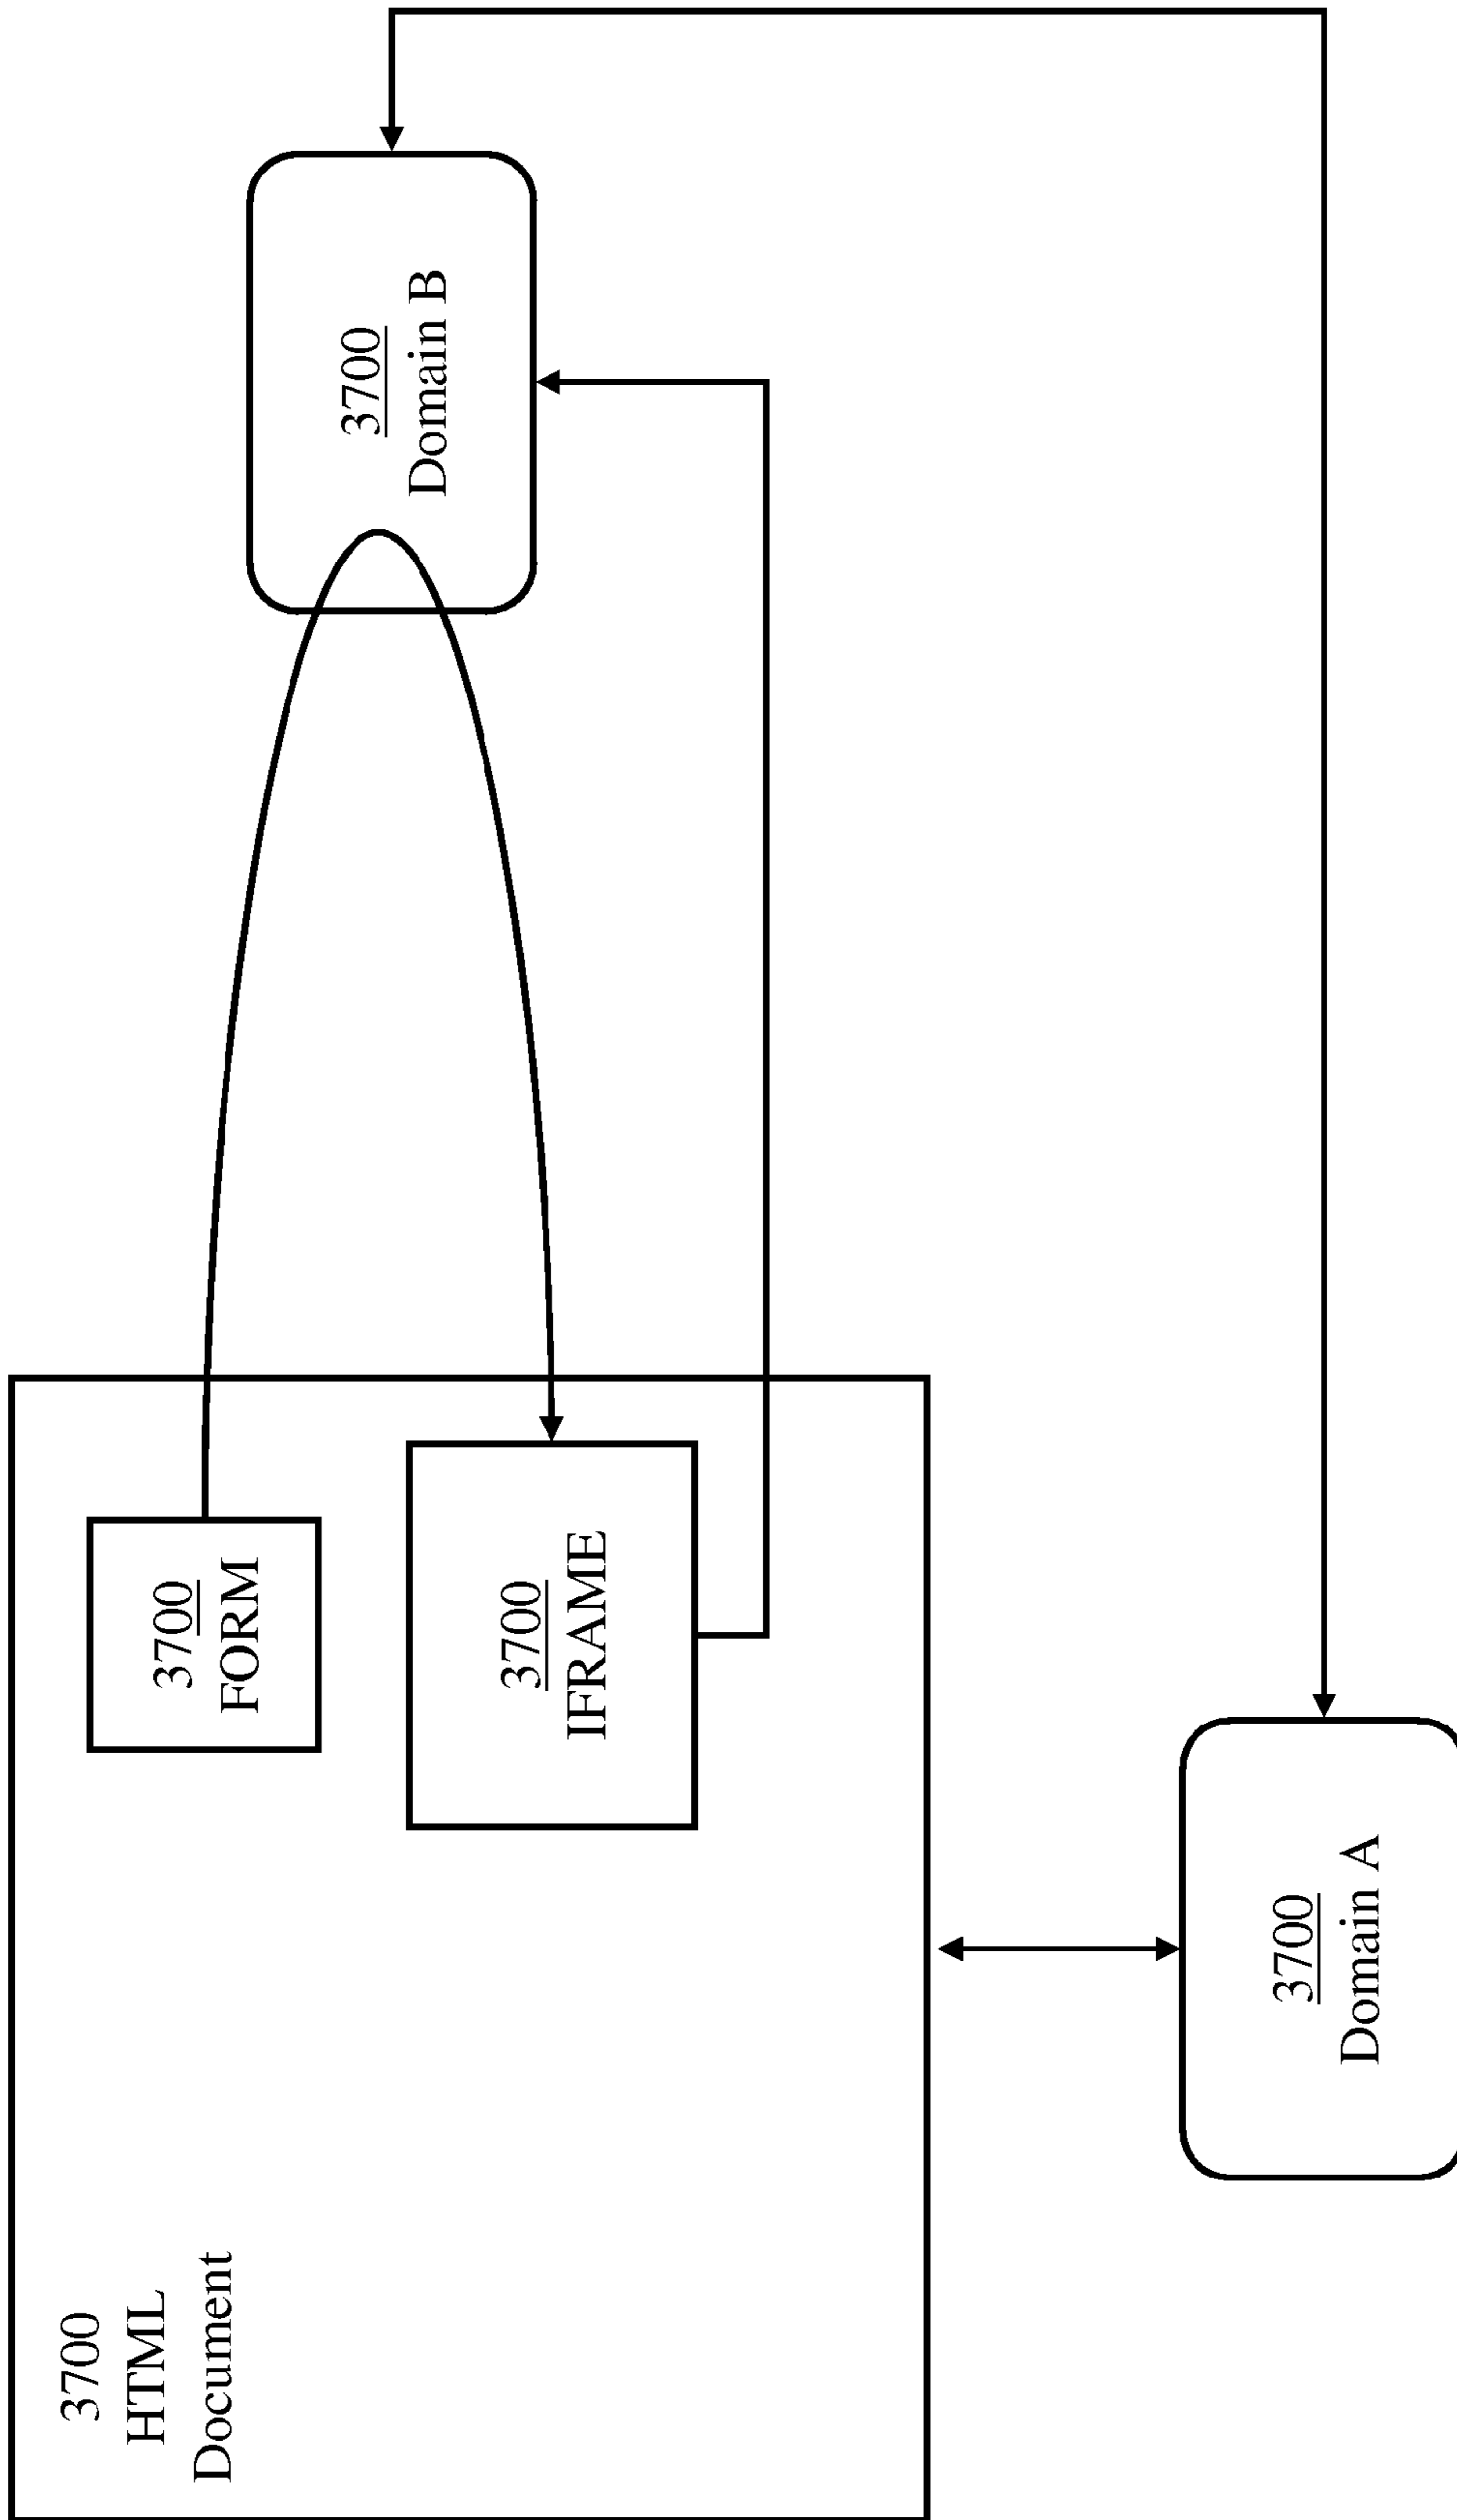 3700
HTML
Document
3700
FORM
3700
IFRAME
3700
Domain B
3700
Domain A